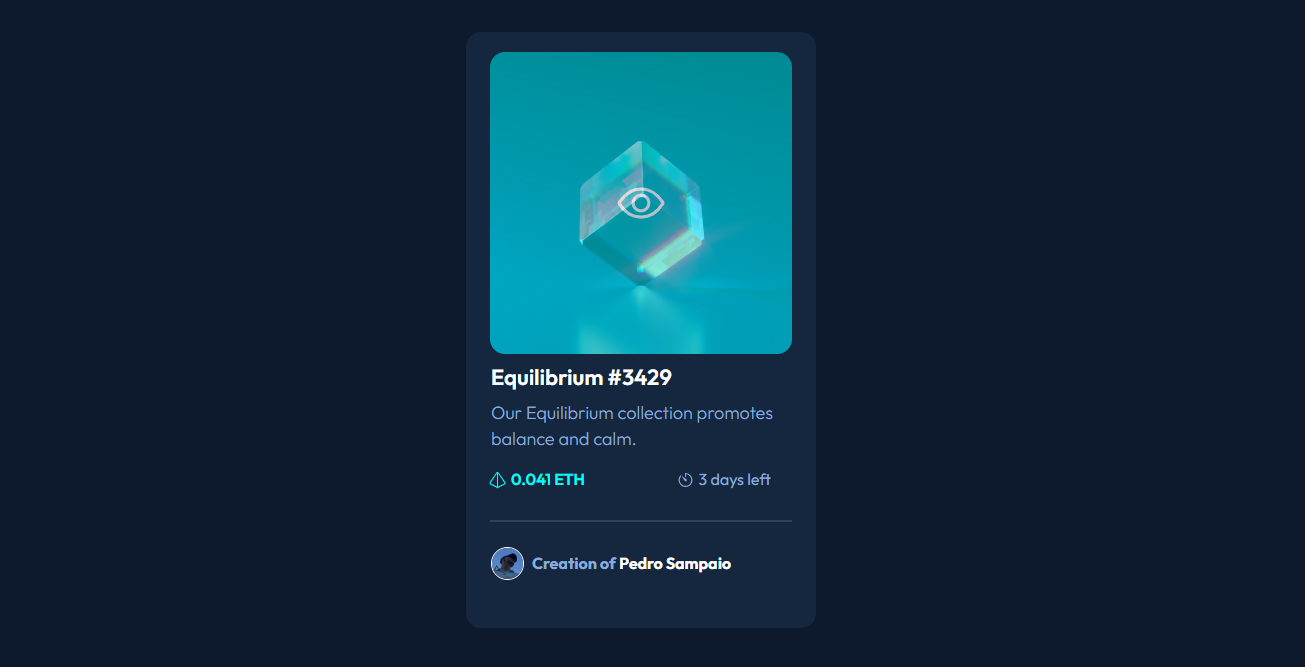 Equilibrium #3429
Our Equilibrium collection promotes
balance and calm.
0.041 ETH
3 days left
Creation of Pedro Sampaio